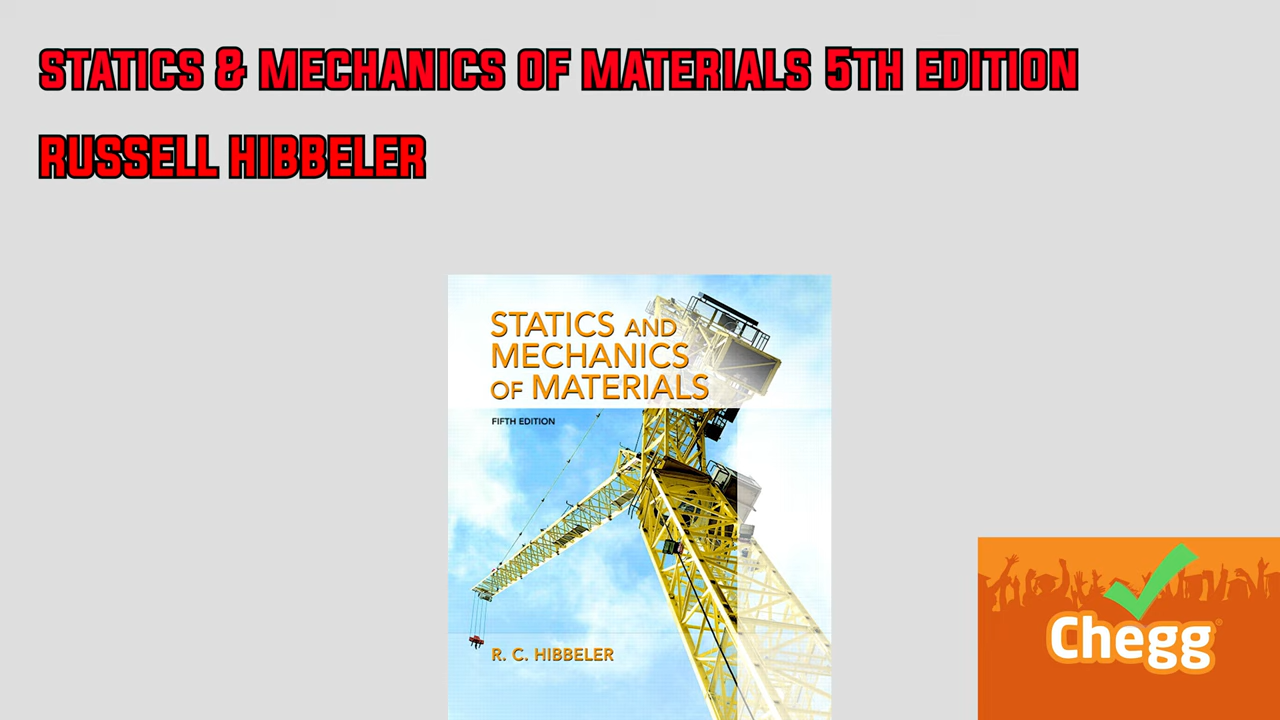 STATICS & MECHANICS OF MATERIALS 5TH EDITION
RUSSELL HIBBELER
STATICS AND
MECHANICS
OF MATERIALS
FIFTH EDITION
R. C. HIBBELER
Chegg®